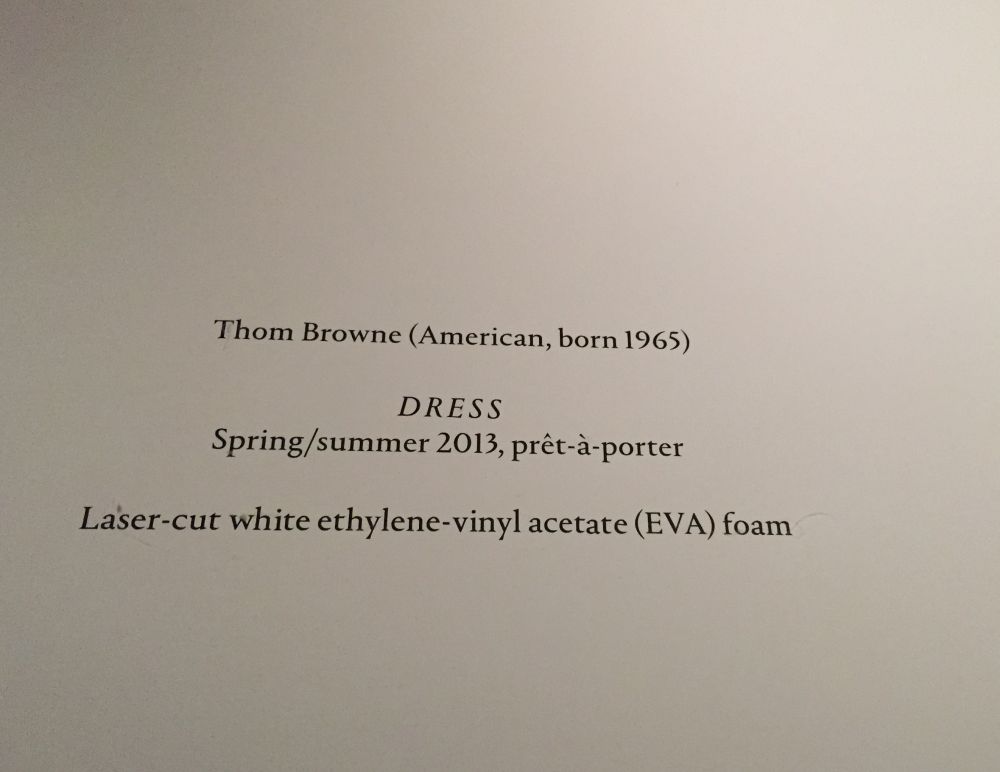 Thom Browne (American, born 1965)
DRESS
Spring/summer 2013, prêt-à-porter
Laser-cut white ethylene-vinyl acetate (EVA) foam